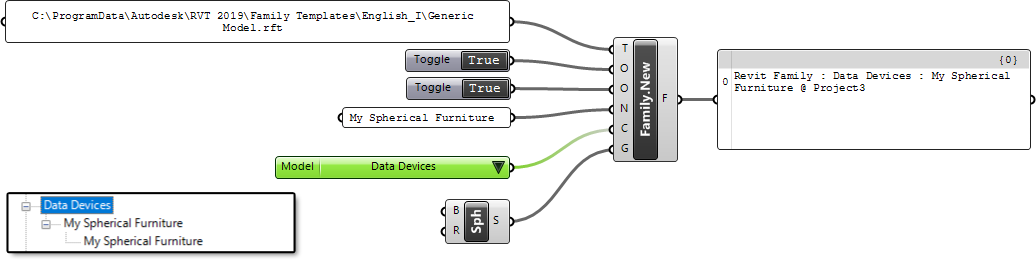 C:\ProgramData\Autodesk\RVT 2019\Family Templates\English_I\Generic
Model.rft
Toggle True
Toggle True
My Spherical Furniture
Model Data Devices
B
R
Sph
S
T
O
O
N
C
G
Family.New
F
{0}
0 Revit Family : Data Devices : My Spherical
Furniture @ Project3
Data Devices
My Spherical Furniture
My Spherical Furniture